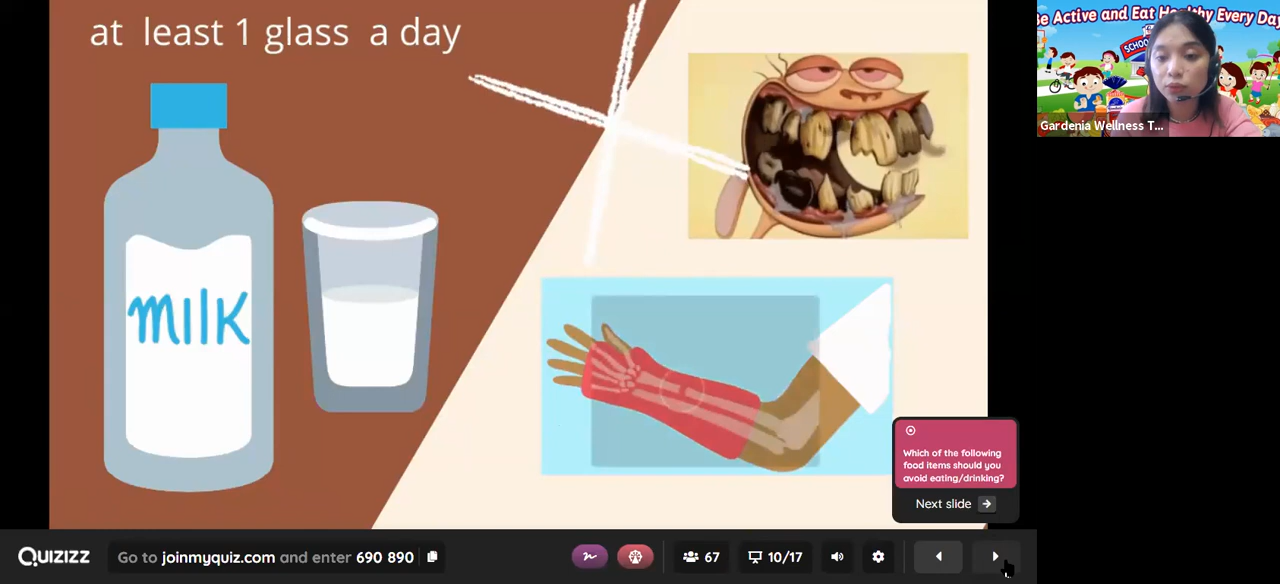 at least 1 glass a day
milk
Be Active and Eat Healthy Every Day
SCHOOL
Gardenia Wellness T...
Which of the following
food items should you
avoid eating/drinking?
Next slide
QUIZIZZ
Go to joinmyquiz.com and enter 690 890
67
10/17